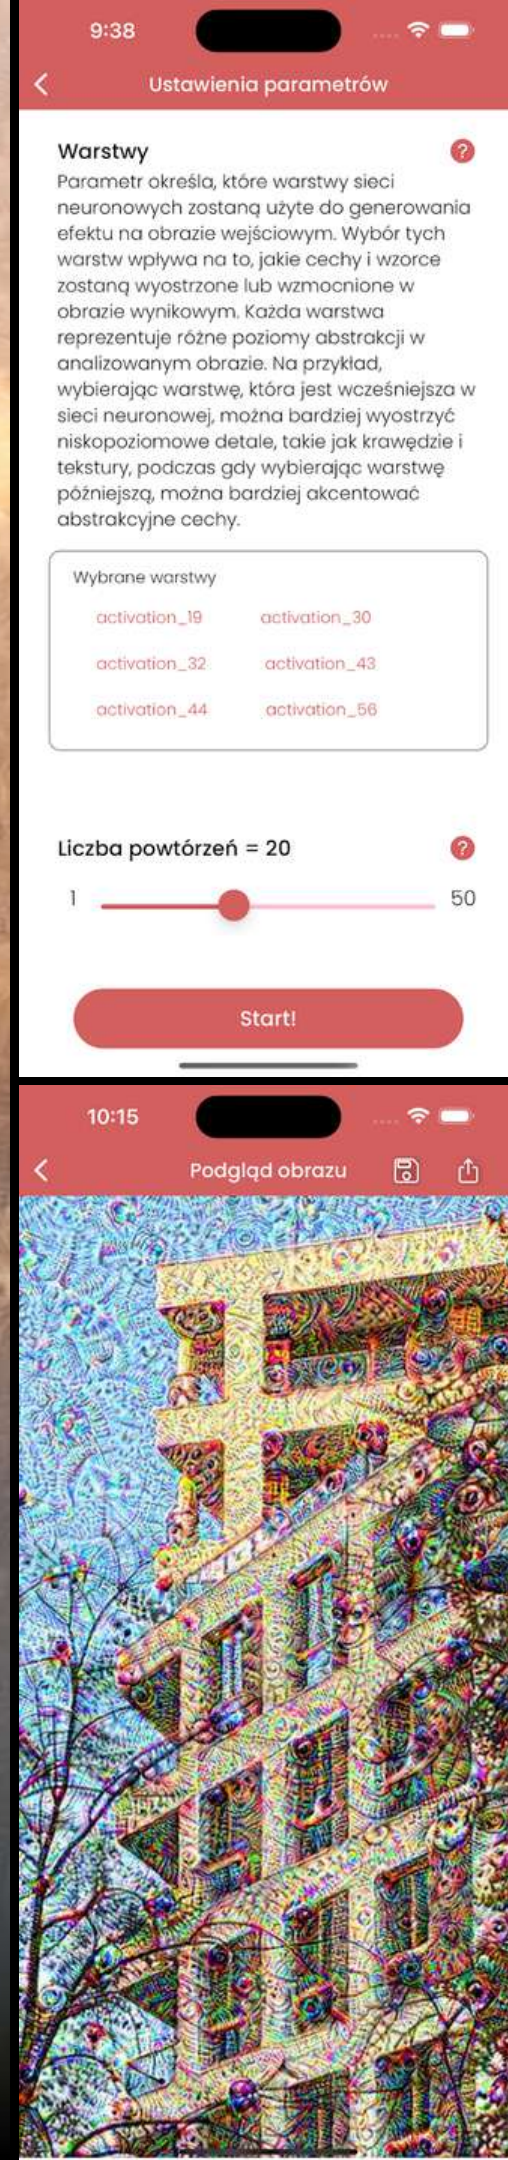 9:38
Ustawienia parametrów
Warstwy
?
Parametr określa, które warstwy sieci
neuronowych zostaną użyte do generowania
efektu na obrazie wejściowym. Wybór tych
warstw wpływa na to, jakie cechy i wzorce
zostaną wyostrzone lub wzmocnione w
obrazie wynikowym. Każda warstwa
reprezentuje różne poziomy abstrakcji w
analizowanym obrazie. Na przykład,
wybierając warstwę, która jest wcześniejsza w
sieci neuronowej, można bardziej wyostrzyć
niskopoziomowe detale, takie jak krawędzie i
tekstury, podczas gdy wybierając warstwę
późniejszą, można bardziej akcentować
abstrakcyjne cechy.
Wybrane warstwy
activation_19 activation_30
activation_32 activation_43
activation_44 activation_56
Liczba powtórzeń = 20
?
1 50
Start!
10:15
Podgląd obrazu